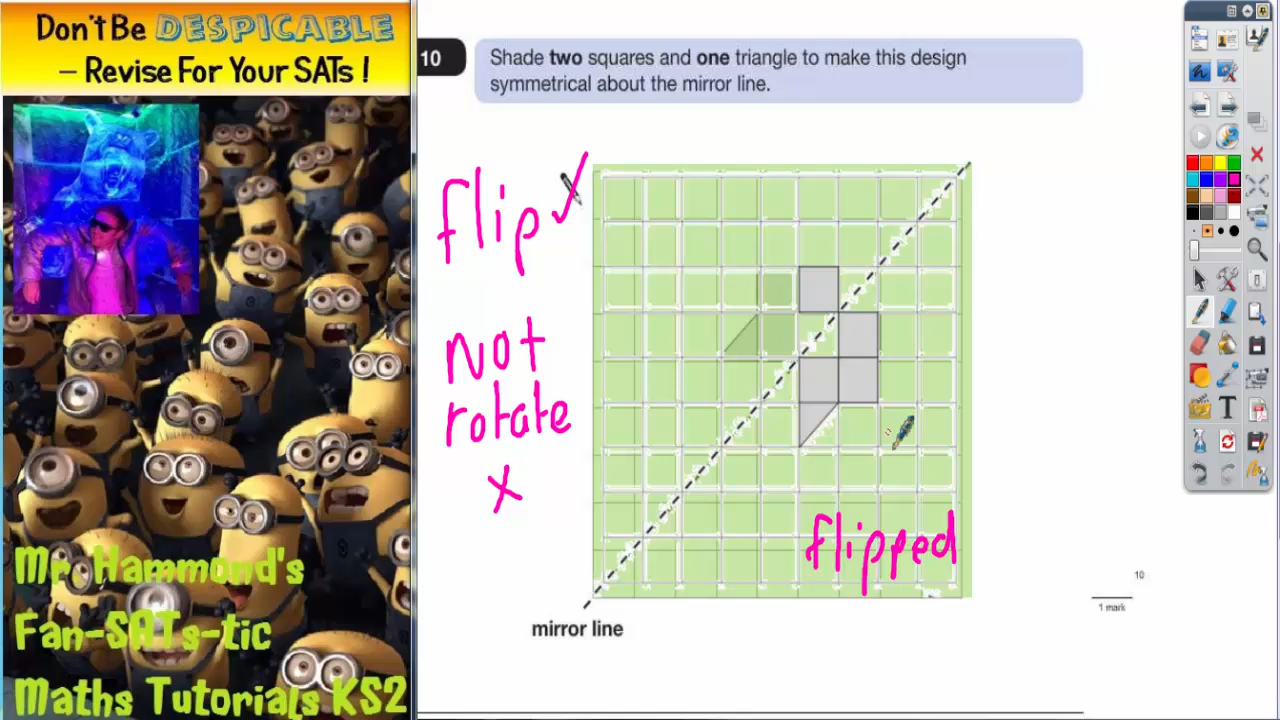 Don't Be DESPICABLE
– Revise For Your SATs !
Mr. Hammond's
Fan-SATs-tic
Maths Tutorials KS2
10
Shade two squares and one triangle to make this design
symmetrical about the mirror line.
flip ✓
not
rotate
x
flipped
mirror line
10
1 mark